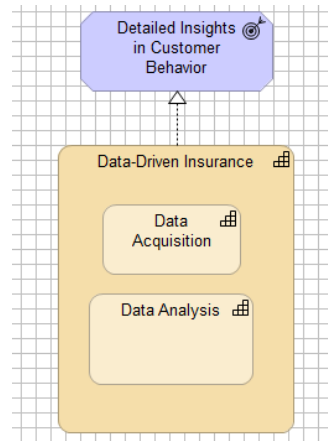 Detailed Insights
in Customer
Behavior
Data-Driven Insurance
Data
Acquisition
Data Analysis